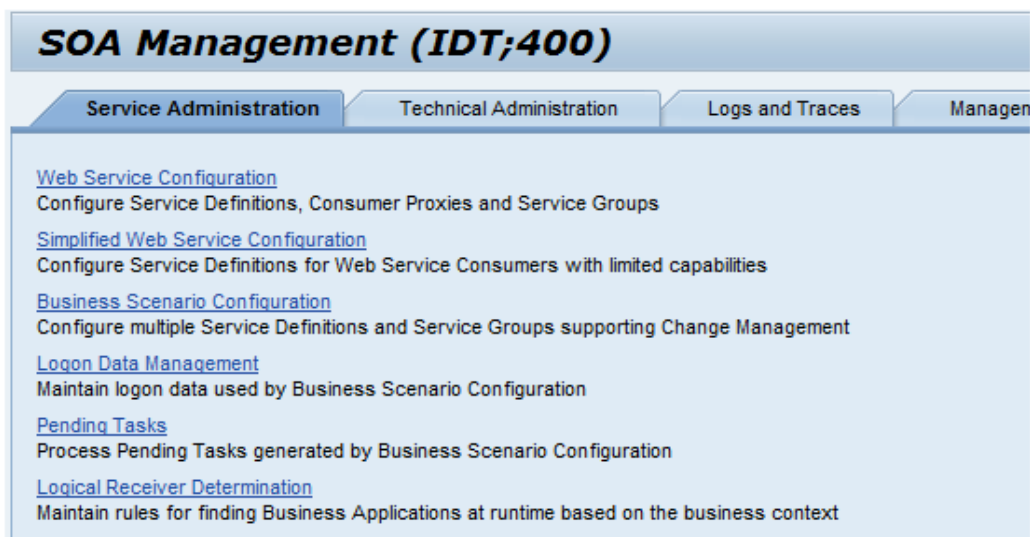 SOA Management (IDT;400)
Service Administration Technical Administration Logs and Traces Managen
Web Service Configuration
Configure Service Definitions, Consumer Proxies and Service Groups
Simplified Web Service Configuration
Configure Service Definitions for Web Service Consumers with limited capabilities
Business Scenario Configuration
Configure multiple Service Definitions and Service Groups supporting Change Management
Logon Data Management
Maintain logon data used by Business Scenario Configuration
Pending Tasks
Process Pending Tasks generated by Business Scenario Configuration
Logical Receiver Determination
Maintain rules for finding Business Applications at runtime based on the business context